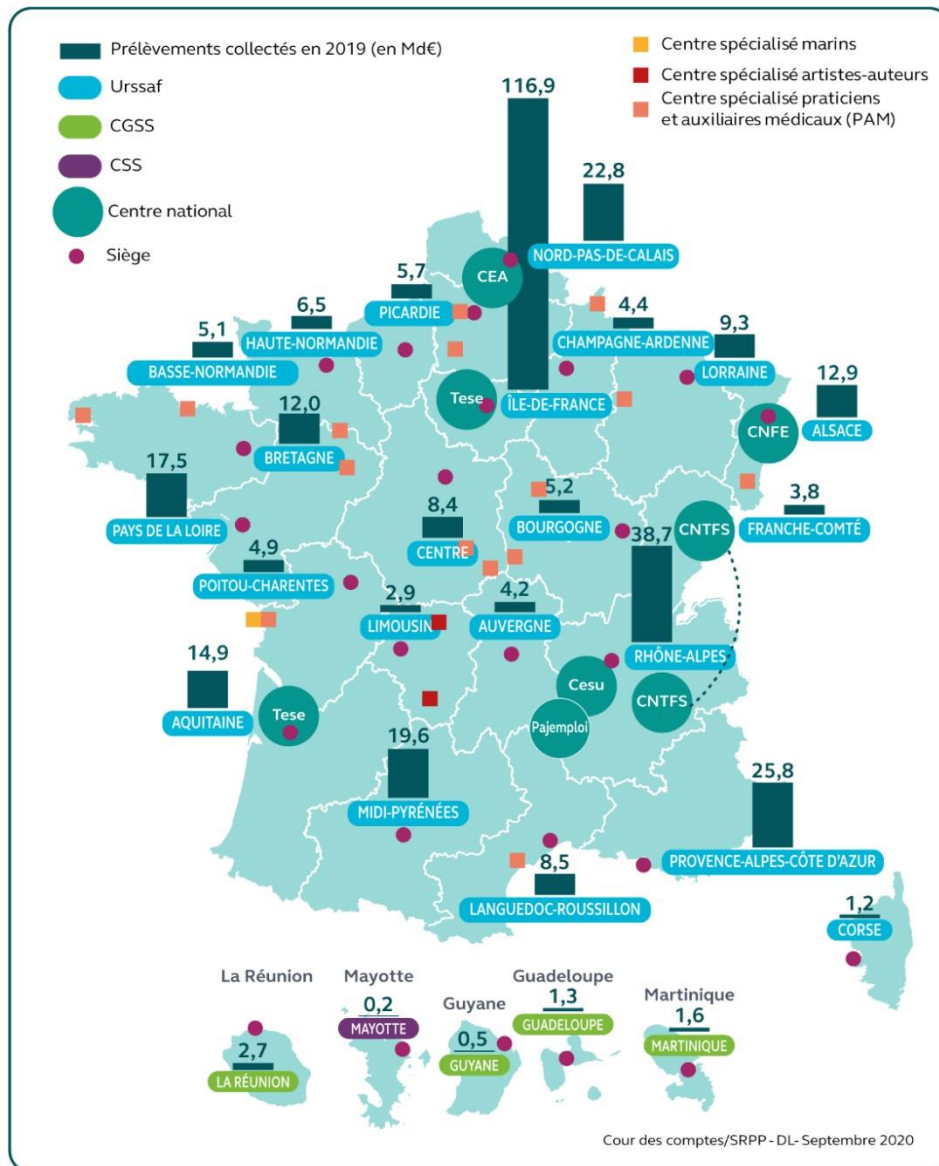 Prélèvements collectés en 2019 (en Md€)
Urssaf
CGSS
CSS
Centre national
Siège
Centre spécialisé marins
Centre spécialisé artistes-auteurs
Centre spécialisé praticiens
et auxiliaires médicaux (PAM)
116,9
ÎLE-DE-FRANCE
22,8
NORD-PAS-DE-CALAIS
CEA
5,7
PICARDIE
6,5
HAUTE-NORMANDIE
5,1
BASSE-NORMANDIE
4,4
CHAMPAGNE-ARDENNE
9,3
LORRAINE
12,9
ALSACE
CNFE
Tese
12,0
BRETAGNE
17,5
PAYS DE LA LOIRE
8,4
CENTRE
5,2
BOURGOGNE
3,8
FRANCHE-COMTÉ
CNTFS
4,9
POITOU-CHARENTES
2,9
LIMOUSIN
4,2
AUVERGNE
38,7
RHÔNE-ALPES
Cesu
CNTFS
Pajemploi
14,9
AQUITAINE
Tese
19,6
MIDI-PYRÉNÉES
25,8
PROVENCE-ALPES-CÔTE D'AZUR
8,5
LANGUEDOC-ROUSSILLON
1,2
CORSE
La Réunion
2,7
LA RÉUNION
Mayotte
0,2
MAYOTTE
Guyane
0,5
GUYANE
Guadeloupe
1,3
GUADELOUPE
Martinique
1,6
MARTINIQUE
Cour des comptes/SRPP - DL- Septembre 2020